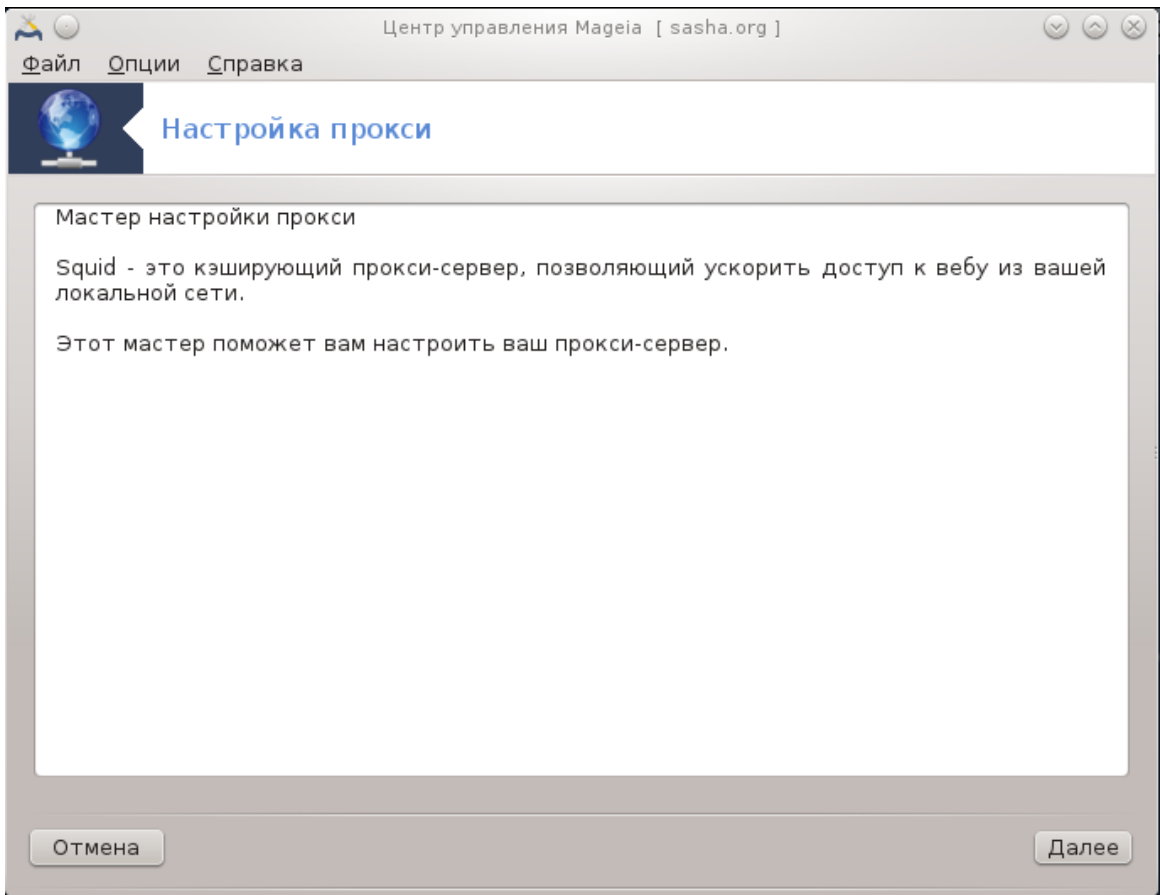 Центр управления Mageia [ sasha.org ]
Файл Опции Справка
Настройка прокси
Мастер настройки прокси
Squid - это кэширующий прокси-сервер, позволяющий ускорить доступ к вебу из вашей
локальной сети.
Этот мастер поможет вам настроить ваш прокси-сервер.
Отмена Далее